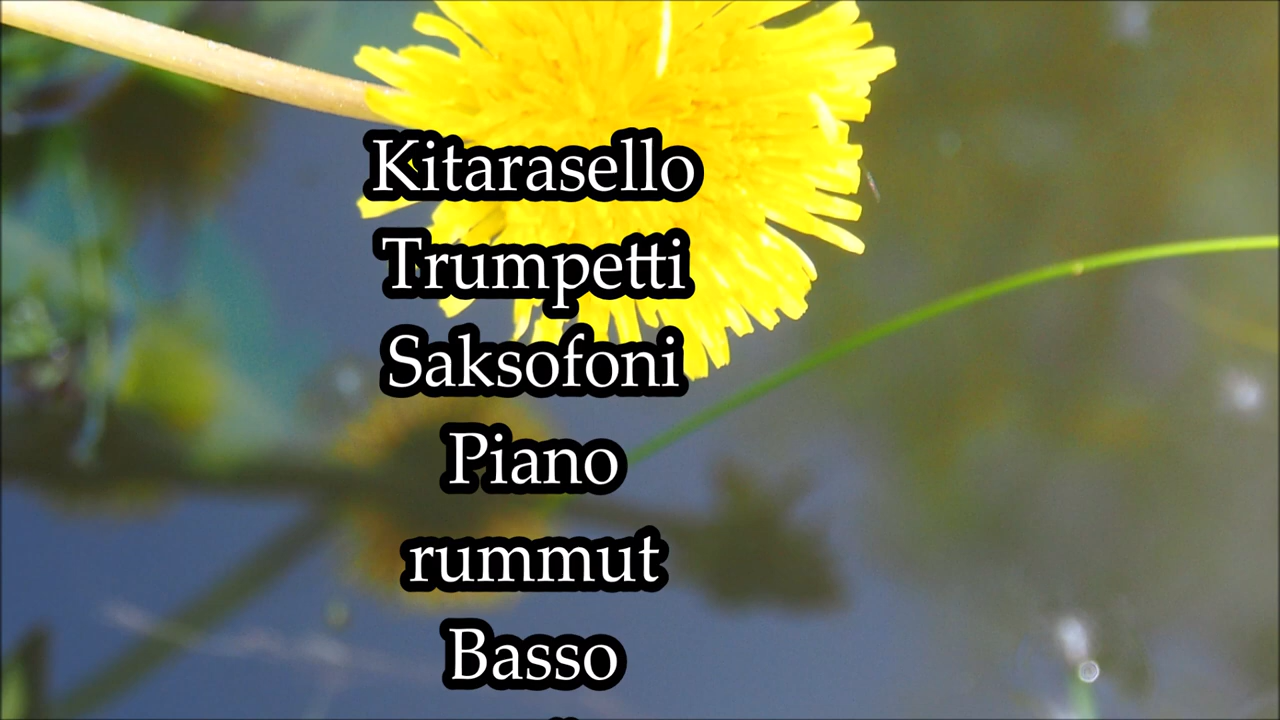 Kitarasello
Trumpetti
Saksofoni
Piano
rummut
Basso